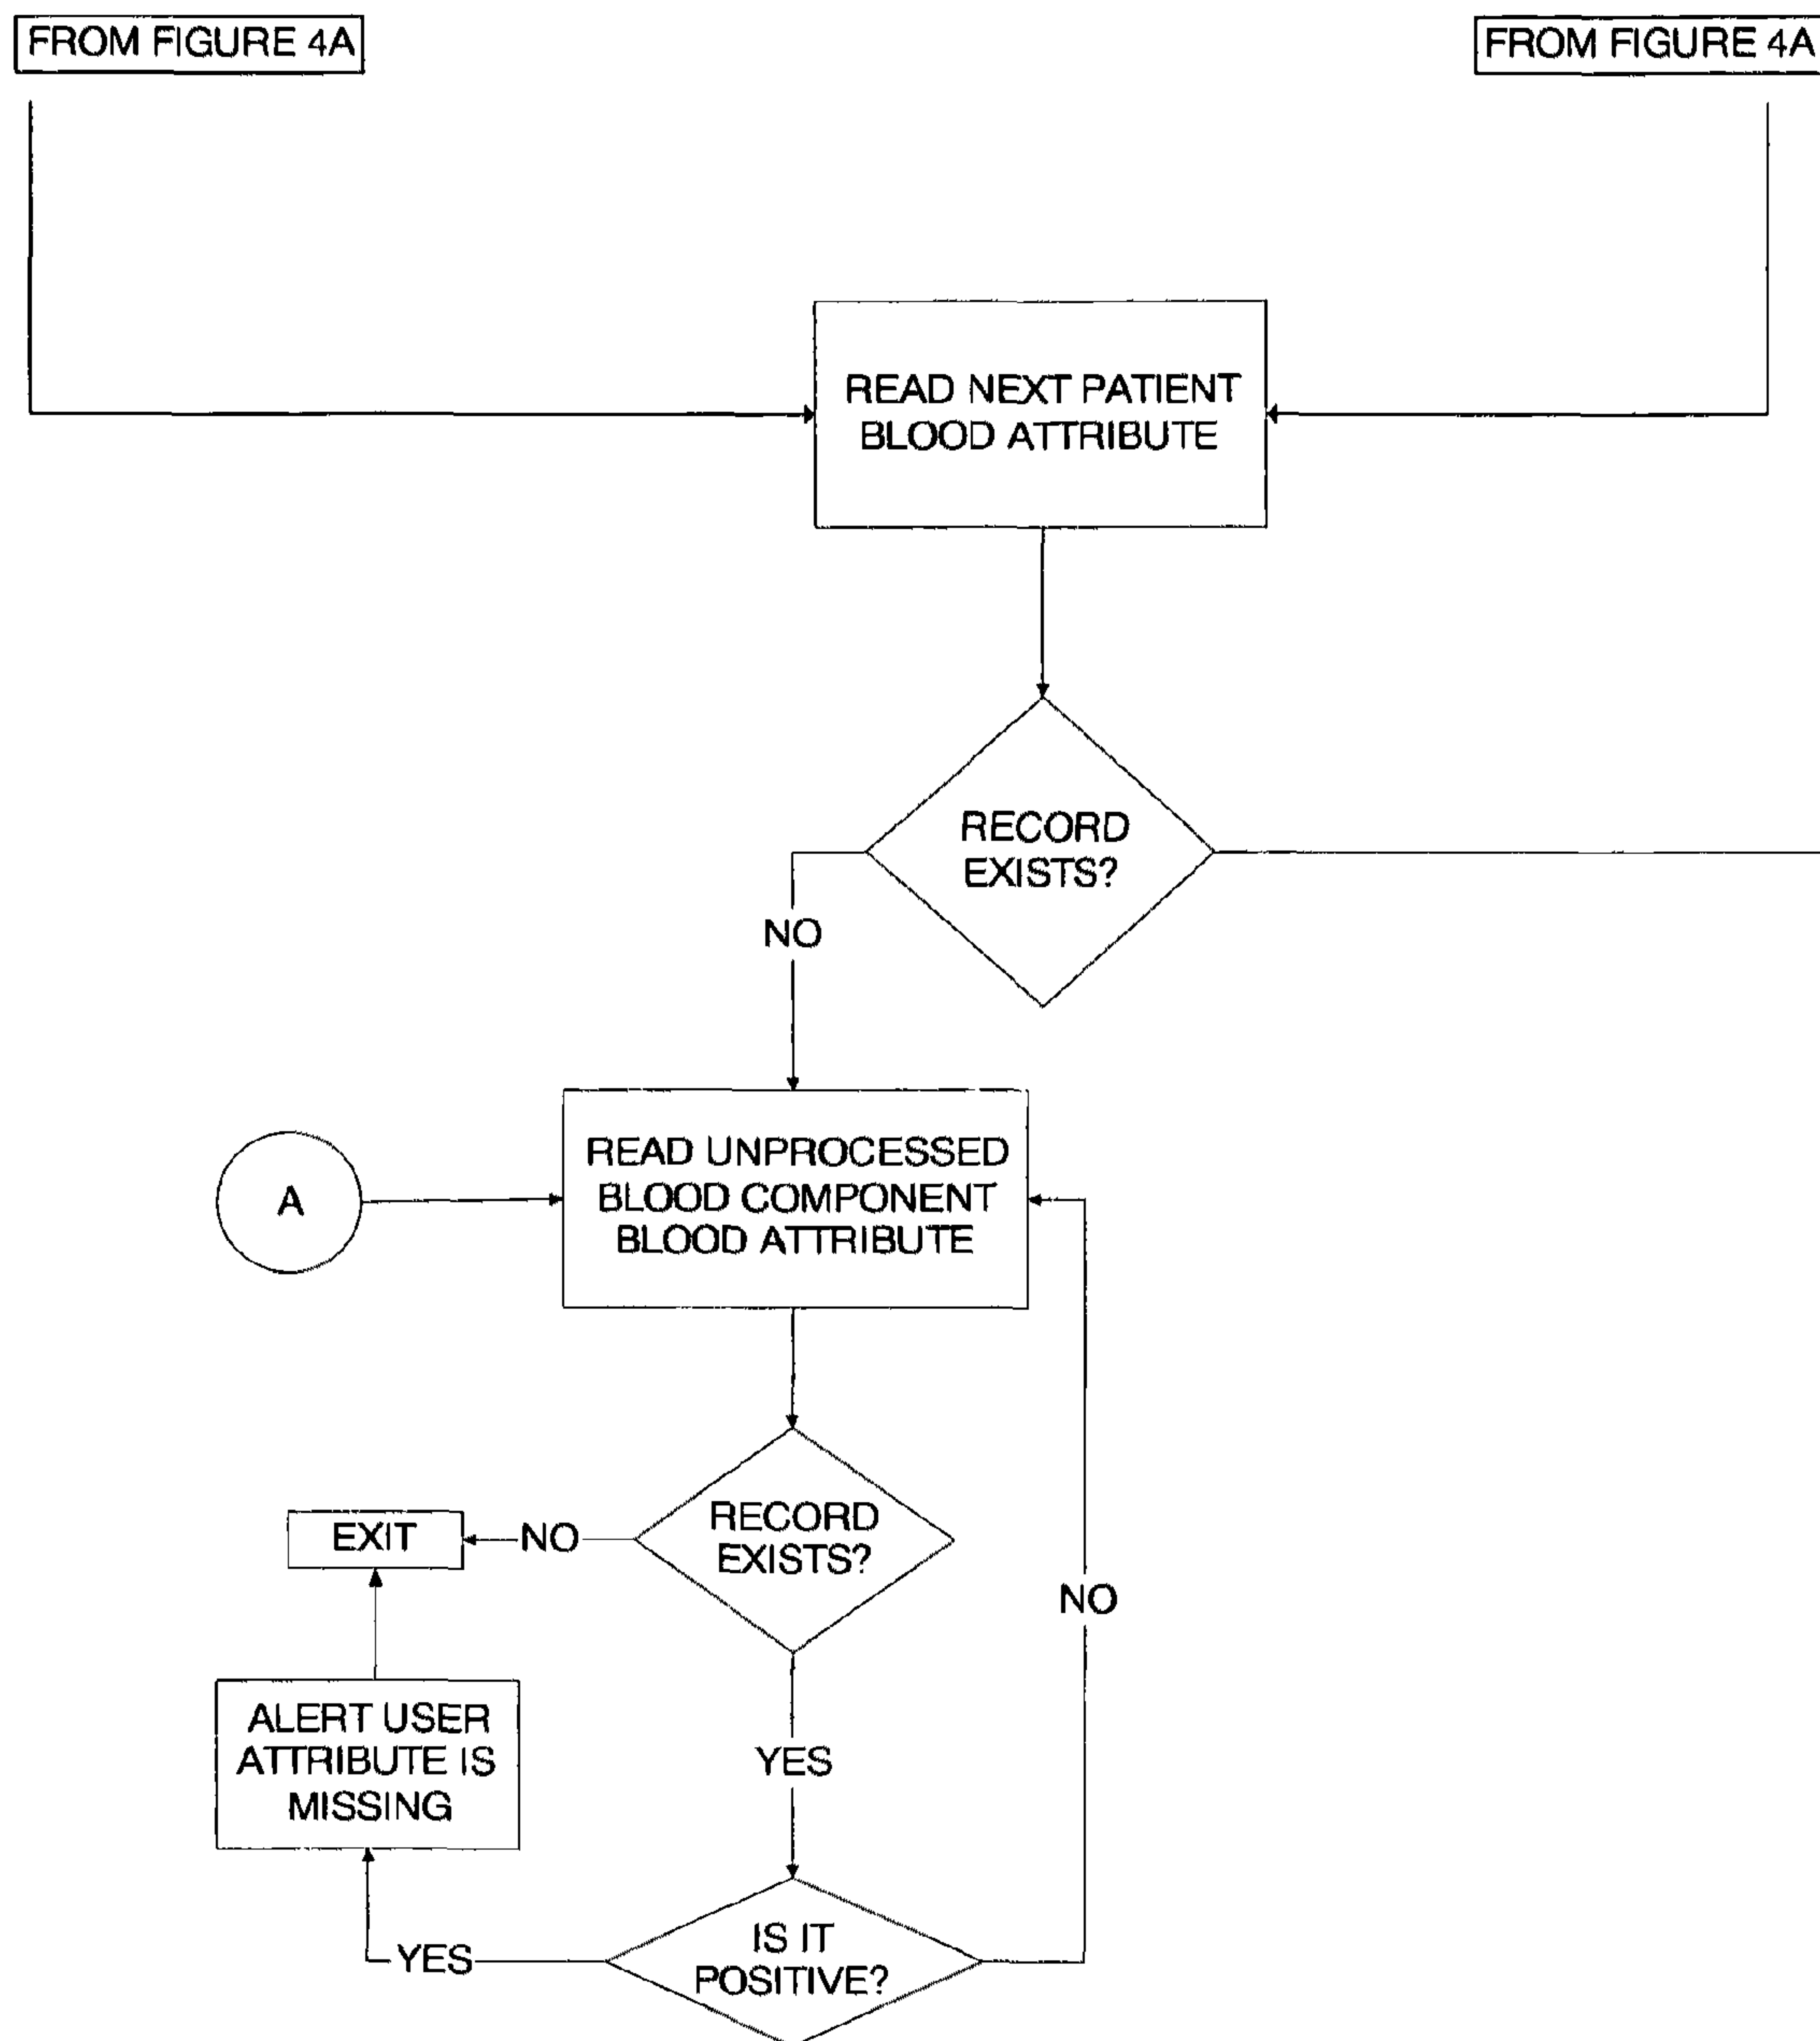 FROM FIGURE 4A
FROM FIGURE 4A
READ NEXT PATIENT
BLOOD ATTRIBUTE
RECORD
EXISTS?
NO
READ UNPROCESSED
BLOOD COMPONENT
BLOOD ATTRIBUTE
A
RECORD
EXISTS?
NO
EXIT
NO
ALERT USER
ATTRIBUTE IS
MISSING
YES
IS IT
POSITIVE?
YES